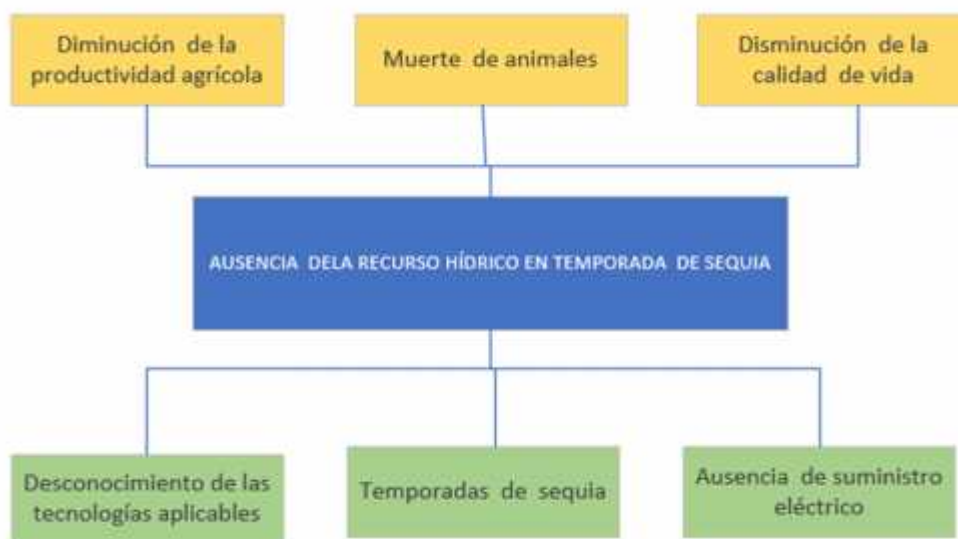 Diminución de la
productividad agrícola
Muerte de animales
Disminución de la
calidad de vida
AUSENCIA DELA RECURSO HÍDRICO EN TEMPORADA DE SEQUIA
Desconocimiento de las
tecnologías aplicables
Temporadas de sequia
Ausencia de suministro
eléctrico